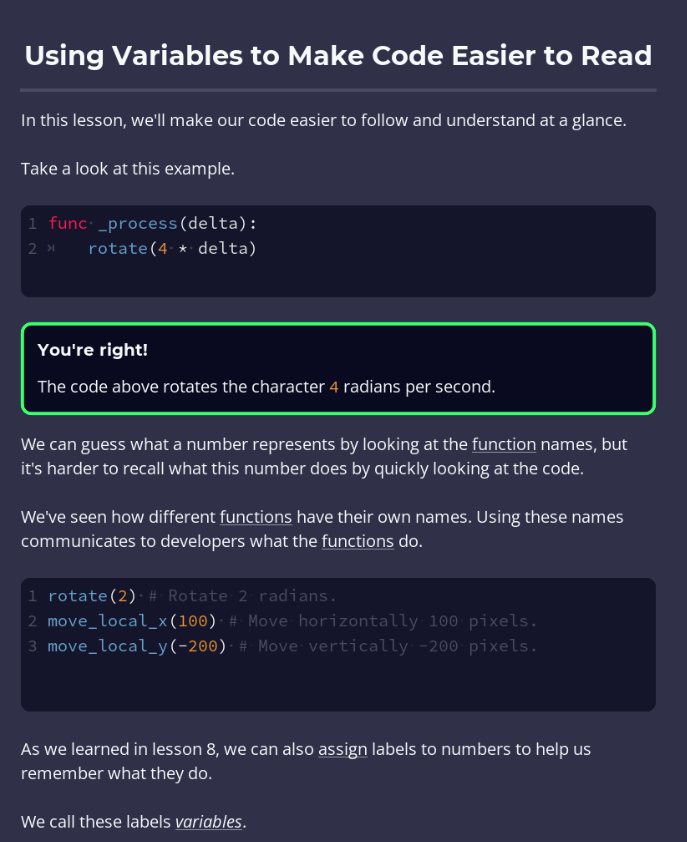 Using Variables to Make Code Easier to Read
In this lesson, we'll make our code easier to follow and understand at a glance.
Take a look at this example.
1 func _process(delta):
2 rotate(4 * delta)
You're right!
The code above rotates the character 4 radians per second.
We can guess what a number represents by looking at the function names, but
it's harder to recall what this number does by quickly looking at the code.
We've seen how different functions have their own names. Using these names
communicates to developers what the functions do.
1 rotate(2) # Rotate 2 radians.
2 move_local_x(100) # Move horizontally 100 pixels.
3 move_local_y(-200) # Move vertically -200 pixels.
As we learned in lesson 8, we can also assign labels to numbers to help us
remember what they do.
We call these labels variables.